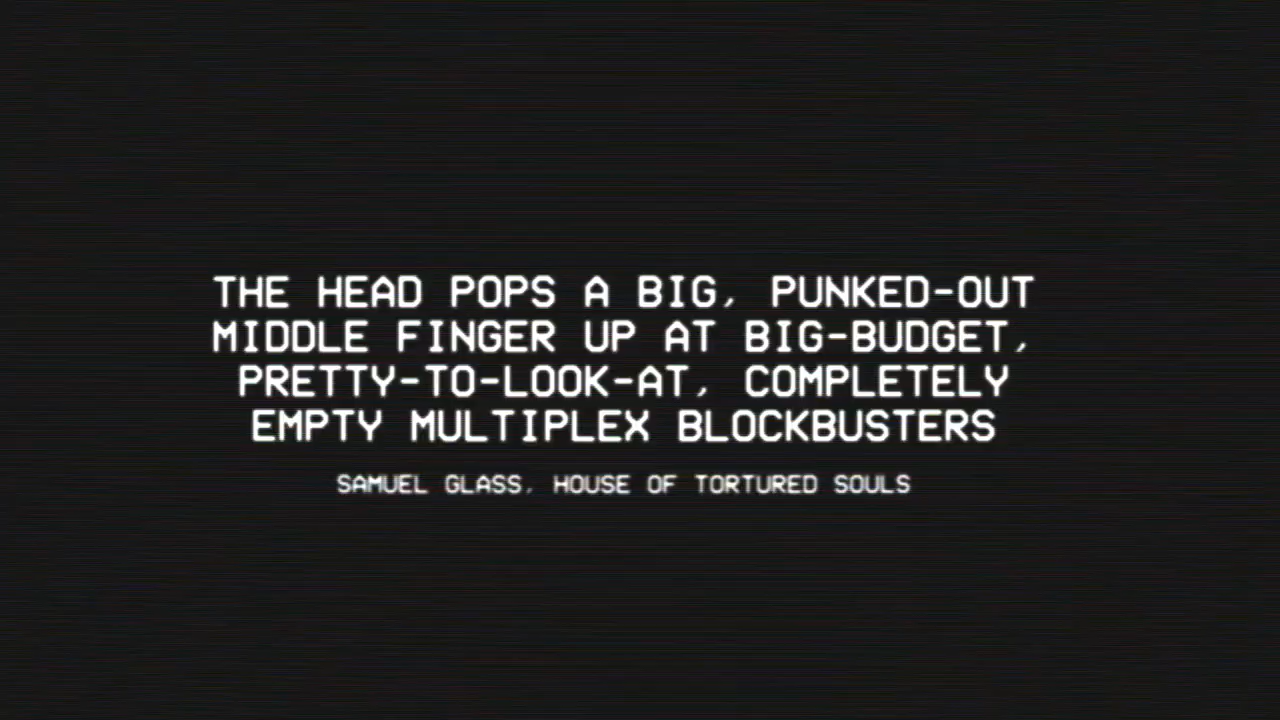 THE HEAD POPS A BIG, PUNKED-OUT
MIDDLE FINGER UP AT BIG-BUDGET,
PRETTY-TO-LOOK-AT, COMPLETELY
EMPTY MULTIPLEX BLOCKBUSTERS
SAMUEL GLASS, HOUSE OF TORTURED SOULS